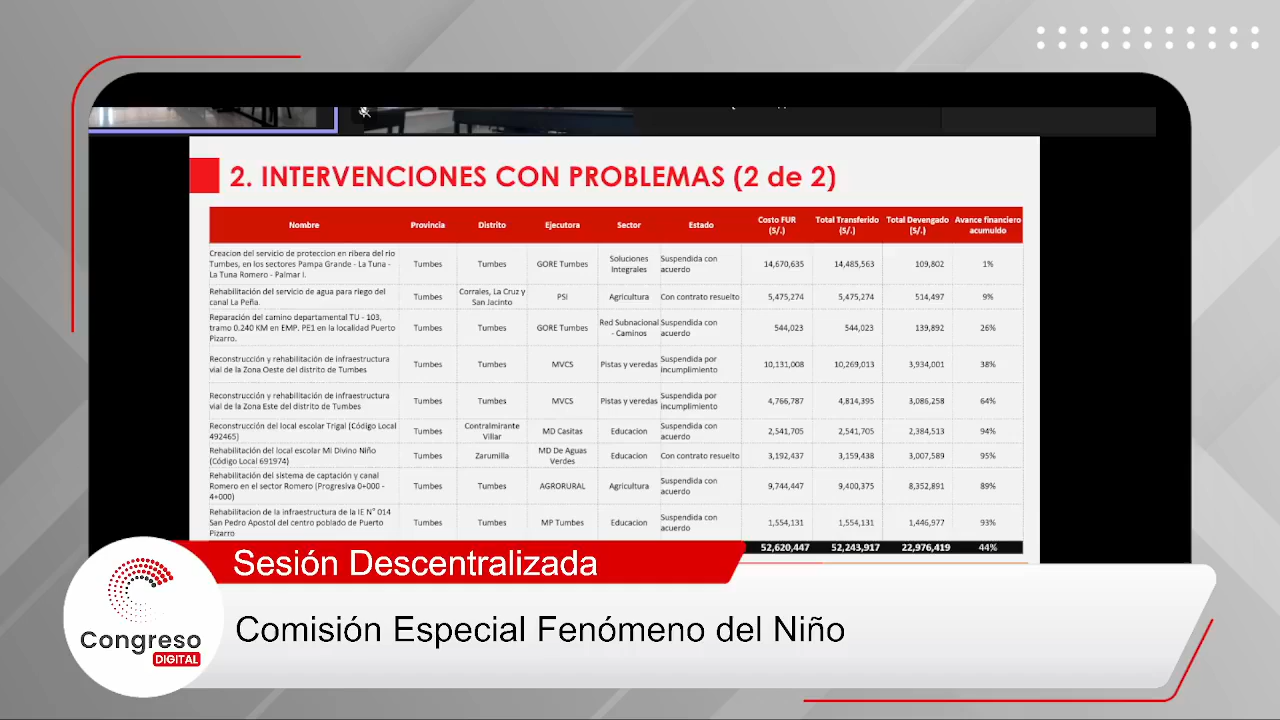 2. INTERVENCIONES CON PROBLEMAS (2 de 2)
Nombre Provincia Distrito Ejecutora Sector Estado Costo FUR (S/.) Total Transferido (S/.) Total Devengado (S/.) Avance financiero acumuldo
Creacion del servicio de proteccion en ribera del rio
Tumbes, en los sectores Pampa Grande - La Tuna -
La Tuna Romero - Palmar I.
Tumbes Tumbes GORE Tumbes Soluciones Integrales Suspendida con acuerdo 14,670,635 14,485,563 109,802 1%
Rehabilitación del servicio de agua para riego del
canal La Peña.
Tumbes Corrales, La Cruz y San Jacinto PSI Agricultura Con contrato resuelto 5,475,274 5,475,274 514,497 9%
Reparación del camino departamental TU - 103,
tramo 0.240 KM en EMP. PE1 en la localidad Puerto
Pizarro.
Tumbes Tumbes GORE Tumbes Red Subnacional - Caminos Suspendida con acuerdo 544,023 544,023 139,892 26%
Reconstrucción y rehabilitación de infraestructura
vial de la Zona Oeste del distrito de Tumbes
Tumbes Tumbes MVCS Pistas y veredas Suspendida por incumplimiento 10,131,008 10,269,013 3,934,001 38%
Reconstrucción y rehabilitación de infraestructura
vial de la Zona Este del distrito de Tumbes
Tumbes Tumbes MVCS Pistas y veredas Suspendida por incumplimiento 4,766,787 4,814,395 3,086,258 64%
Reconstrucción del local escolar Trigal (Código Local
492465)
Tumbes Contralmirante Villar MD Casitas Educacion Suspendida con acuerdo 2,541,705 2,541,705 2,384,513 94%
Rehabilitación del local escolar MI Divino Niño
(Código Local 691974)
Tumbes Zarumilla MD De Aguas Verdes Educacion Con contrato resuelto 3,192,437 3,159,438 3,007,589 95%
Rehabilitación del sistema de captación y canal
Romero en el sector Romero (Progresiva 0+000 -
4+000)
Tumbes Tumbes AGRORURAL Agricultura Suspendida con acuerdo 9,744,447 9,400,375 8,352,891 89%
Rehabilitacion de la infraestructura de la IE N° 014
San Pedro Apostol del centro poblado de Puerto
Pizarro
Tumbes Tumbes MP Tumbes Educacion Suspendida con acuerdo 1,554,131 1,554,131 1,446,977 93%
52,620,447 52,243,917 22,976,419 44%
Sesión Descentralizada
Comisión Especial Fenómeno del Niño
Congreso
DIGITAL